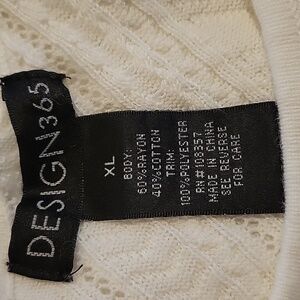 DESIGN365
XL
BODY:
60%RAYON
40%COTTON
TRIM:
100%POLYESTER
RN#108357
MADE IN CHINA
SEE REVERSE
FOR CARE